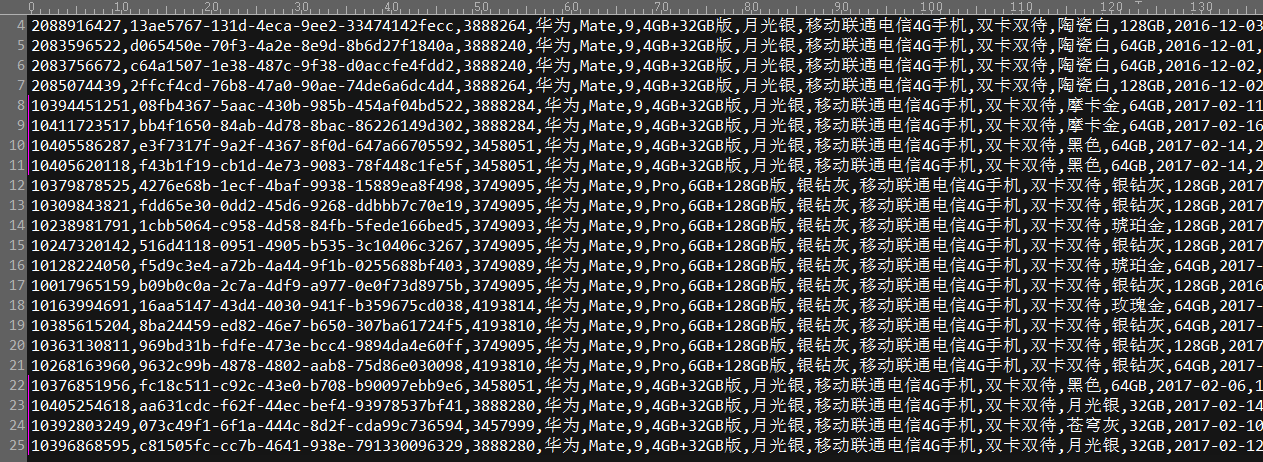 0 10 20 30 40 50 60 70 80 90 100 110 120 130
4 2088916427,13ae5767-131d-4eca-9ee2-33474142fecc,3888264,华为,Mate,9,4GB+32GB版,月光银,移动联通电信4G手机,双卡双待,陶瓷白,128GB,2016-12-03
5 2083596522,d065450e-70f3-4a2e-8e9d-8b6d27f1840a,3888240,华为,Mate,9,4GB+32GB版,月光银,移动联通电信4G手机,双卡双待,陶瓷白,64GB,2016-12-01,
6 2083756672,c64a1507-1e38-487c-9f38-d0accfe4fdd2,3888240,华为,Mate,9,4GB+32GB版,月光银,移动联通电信4G手机,双卡双待,陶瓷白,64GB,2016-12-02,
7 2085074439,2ffcf4cd-76b8-47a0-90ae-74de6a6dc4d4,3888264,华为,Mate,9,4GB+32GB版,月光银,移动联通电信4G手机,双卡双待,陶瓷白,128GB,2016-12-02
8 10394451251,08fb4367-5aac-430b-985b-454af04bd522,3888284,华为,Mate,9,4GB+32GB版,月光银,移动联通电信4G手机,双卡双待,摩卡金,64GB,2017-02-11
9 10411723517,bb4f1650-84ab-4d78-8bac-86226149d302,3888284,华为,Mate,9,4GB+32GB版,月光银,移动联通电信4G手机,双卡双待,摩卡金,64GB,2017-02-16
10 10405586287,e3f7317f-9a2f-4367-8f0d-647a66705592,3458051,华为,Mate,9,4GB+32GB版,月光银,移动联通电信4G手机,双卡双待,黑色,64GB,2017-02-14,2
11 10405620118,f43b1f19-cb1d-4e73-9083-78f448c1fe5f,3458051,华为,Mate,9,4GB+32GB版,月光银,移动联通电信4G手机,双卡双待,黑色,64GB,2017-02-14,2
12 10379878525,4276e68b-1ecf-4baf-9938-15889ea8f498,3749095,华为,Mate,9,Pro,6GB+128GB版,银钻灰,移动联通电信4G手机,双卡双待,银钻灰,128GB,2017
13 10309843821,fdd65e30-0dd2-45d6-9268-ddbbb7c70e19,3749095,华为,Mate,9,Pro,6GB+128GB版,银钻灰,移动联通电信4G手机,双卡双待,银钻灰,128GB,2017
14 10238981791,1cbb5064-c958-4d58-84fb-5fede166bed5,3749093,华为,Mate,9,Pro,6GB+128GB版,银钻灰,移动联通电信4G手机,双卡双待,琥珀金,128GB,2017
15 10247320142,516d4118-0951-4905-b535-3c10406c3267,3749095,华为,Mate,9,Pro,6GB+128GB版,银钻灰,移动联通电信4G手机,双卡双待,银钻灰,128GB,2017
16 10128224050,f5d9c3e4-a72b-4a44-9f1b-0255688bf403,3749089,华为,Mate,9,Pro,6GB+128GB版,银钻灰,移动联通电信4G手机,双卡双待,琥珀金,64GB,2017-
17 10017965159,b09b0c0a-2c7a-4df9-a977-0e0f73d8975b,3749095,华为,Mate,9,Pro,6GB+128GB版,银钻灰,移动联通电信4G手机,双卡双待,银钻灰,128GB,2016
18 10163994691,16aa5147-43d4-4030-941f-b359675cd038,4193814,华为,Mate,9,Pro,6GB+128GB版,银钻灰,移动联通电信4G手机,双卡双待,玫瑰金,64GB,2017-
19 10385615204,8ba24459-ed82-46e7-b650-307ba61724f5,4193810,华为,Mate,9,Pro,6GB+128GB版,银钻灰,移动联通电信4G手机,双卡双待,银钻灰,64GB,2017-
20 10363130811,969bd31b-fdfe-473e-bcc4-9894da4e60ff,4193810,华为,Mate,9,Pro,6GB+128GB版,银钻灰,移动联通电信4G手机,双卡双待,银钻灰,64GB,2017-
21 10268163960,9632c99b-4878-4802-aab8-75d86e030098,4193810,华为,Mate,9,Pro,6GB+128GB版,银钻灰,移动联通电信4G手机,双卡双待,银钻灰,64GB,2017-
22 10376851956,fc18c511-c92c-43e0-b708-b90097ebb9e6,3458051,华为,Mate,9,4GB+32GB版,月光银,移动联通电信4G手机,双卡双待,黑色,64GB,2017-02-06,1
23 10405254618,aa631cdc-f62f-44ec-bef4-93978537bf41,3888280,华为,Mate,9,4GB+32GB版,月光银,移动联通电信4G手机,双卡双待,月光银,32GB,2017-02-14
24 10392803249,073c49f1-6f1a-444c-8d2f-cda99c736594,3457999,华为,Mate,9,4GB+32GB版,月光银,移动联通电信4G手机,双卡双待,苍穹灰,32GB,2017-02-10
25 10396868595,c81505fc-cc7b-4641-938e-791330096329,3888280,华为,Mate,9,4GB+32GB版,月光银,移动联通电信4G手机,双卡双待,月光银,32GB,2017-02-12